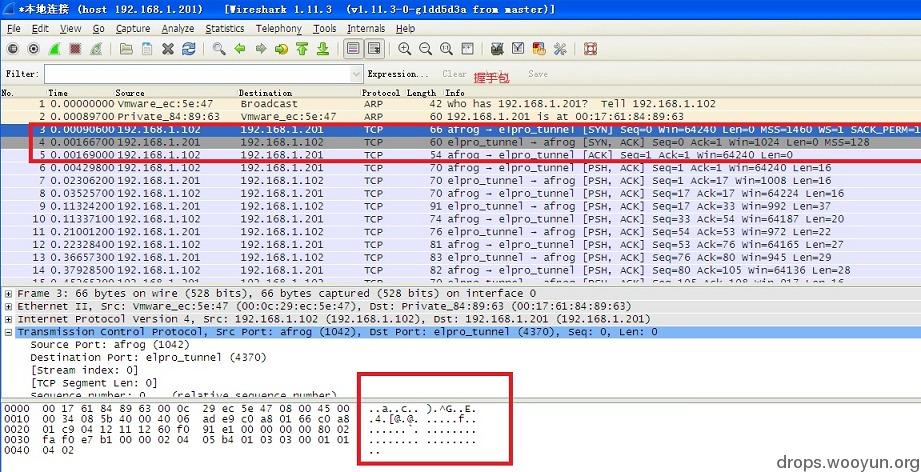 *本地连接 (host 192.168.1.201) [Wireshark 1.11.3 (v1.11.3-0-g1dd5d3a from master)]
File Edit View Go Capture Analyze Statistics Telephony Tools Internals Help
Filter: Expression... Clear Save
握手包
No. Time Source Destination Protocol Length Info
1 0.00000000 Vmware_ec:5e:47 Broadcast ARP 42 who has 192.168.1.201? Tell 192.168.1.102
2 0.00089700 Private_84:89:63 Vmware_ec:5e:47 ARP 60 192.168.1.201 is at 00:17:61:84:89:63
3 0.00090600 192.168.1.102 192.168.1.201 TCP 66 afrog → elpro_tunnel [SYN] Seq=0 Win=64240 Len=0 MSS=1460 WS=1 SACK_PERM=1
4 0.00166700 192.168.1.201 192.168.1.102 TCP 60 elpro_tunnel → afrog [SYN, ACK] Seq=0 Ack=1 Win=1024 Len=0 MSS=128
5 0.00169000 192.168.1.102 192.168.1.201 TCP 54 afrog → elpro_tunnel [ACK] Seq=1 Ack=1 Win=64240 Len=0
6 0.00429800 192.168.1.102 192.168.1.201 TCP 70 afrog → elpro_tunnel [PSH, ACK] Seq=1 Ack=1 Win=64240 Len=16
7 0.02306200 192.168.1.201 192.168.1.102 TCP 70 elpro_tunnel → afrog [PSH, ACK] Seq=1 Ack=17 Win=1008 Len=16
8 0.03525700 192.168.1.102 192.168.1.201 TCP 70 afrog → elpro_tunnel [PSH, ACK] Seq=17 Ack=17 Win=64224 Len=16
9 0.11324200 192.168.1.201 192.168.1.102 TCP 91 elpro_tunnel → afrog [PSH, ACK] Seq=17 Ack=33 Win=992 Len=37
10 0.11337100 192.168.1.102 192.168.1.201 TCP 74 afrog → elpro_tunnel [PSH, ACK] Seq=33 Ack=54 Win=64187 Len=20
11 0.21001200 192.168.1.201 192.168.1.102 TCP 76 elpro_tunnel → afrog [PSH, ACK] Seq=54 Ack=53 Win=972 Len=22
12 0.22328400 192.168.1.102 192.168.1.201 TCP 81 afrog → elpro_tunnel [PSH, ACK] Seq=53 Ack=76 Win=64165 Len=27
13 0.36657300 192.168.1.201 192.168.1.102 TCP 83 elpro_tunnel → afrog [PSH, ACK] Seq=76 Ack=80 Win=945 Len=29
14 0.37928500 192.168.1.102 192.168.1.201 TCP 82 afrog → elpro_tunnel [PSH, ACK] Seq=80 Ack=105 Win=64136 Len=28
Frame 3: 66 bytes on wire (528 bits), 66 bytes captured (528 bits) on interface 0
Ethernet II, Src: Vmware_ec:5e:47 (00:0c:29:ec:5e:47), Dst: Private_84:89:63 (00:17:61:84:89:63)
Internet Protocol Version 4, Src: 192.168.1.102 (192.168.1.102), Dst: 192.168.1.201 (192.168.1.201)
Transmission Control Protocol, Src Port: afrog (1042), Dst Port: elpro_tunnel (4370), Seq: 0, Len: 0
Source Port: afrog (1042)
Destination Port: elpro_tunnel (4370)
[Stream index: 0]
[TCP Segment Len: 0]
Sequence number: 0 (relative sequence number)
0000 00 17 61 84 89 63 00 0c 29 ec 5e 47 08 00 45 00 ..a..c.. ).^G..E.
0010 00 34 08 5b 40 00 40 06 ad e9 c0 a8 01 66 c0 a8 .4.[@.@. .....f..
0020 01 c9 04 12 11 12 60 f0 91 e1 00 00 00 00 80 02 ......`. ........
0030 fa f0 e7 b1 00 00 02 04 05 b4 01 03 03 00 01 01 ........ ........
0040 04 02 ..
drops.wooyun.org